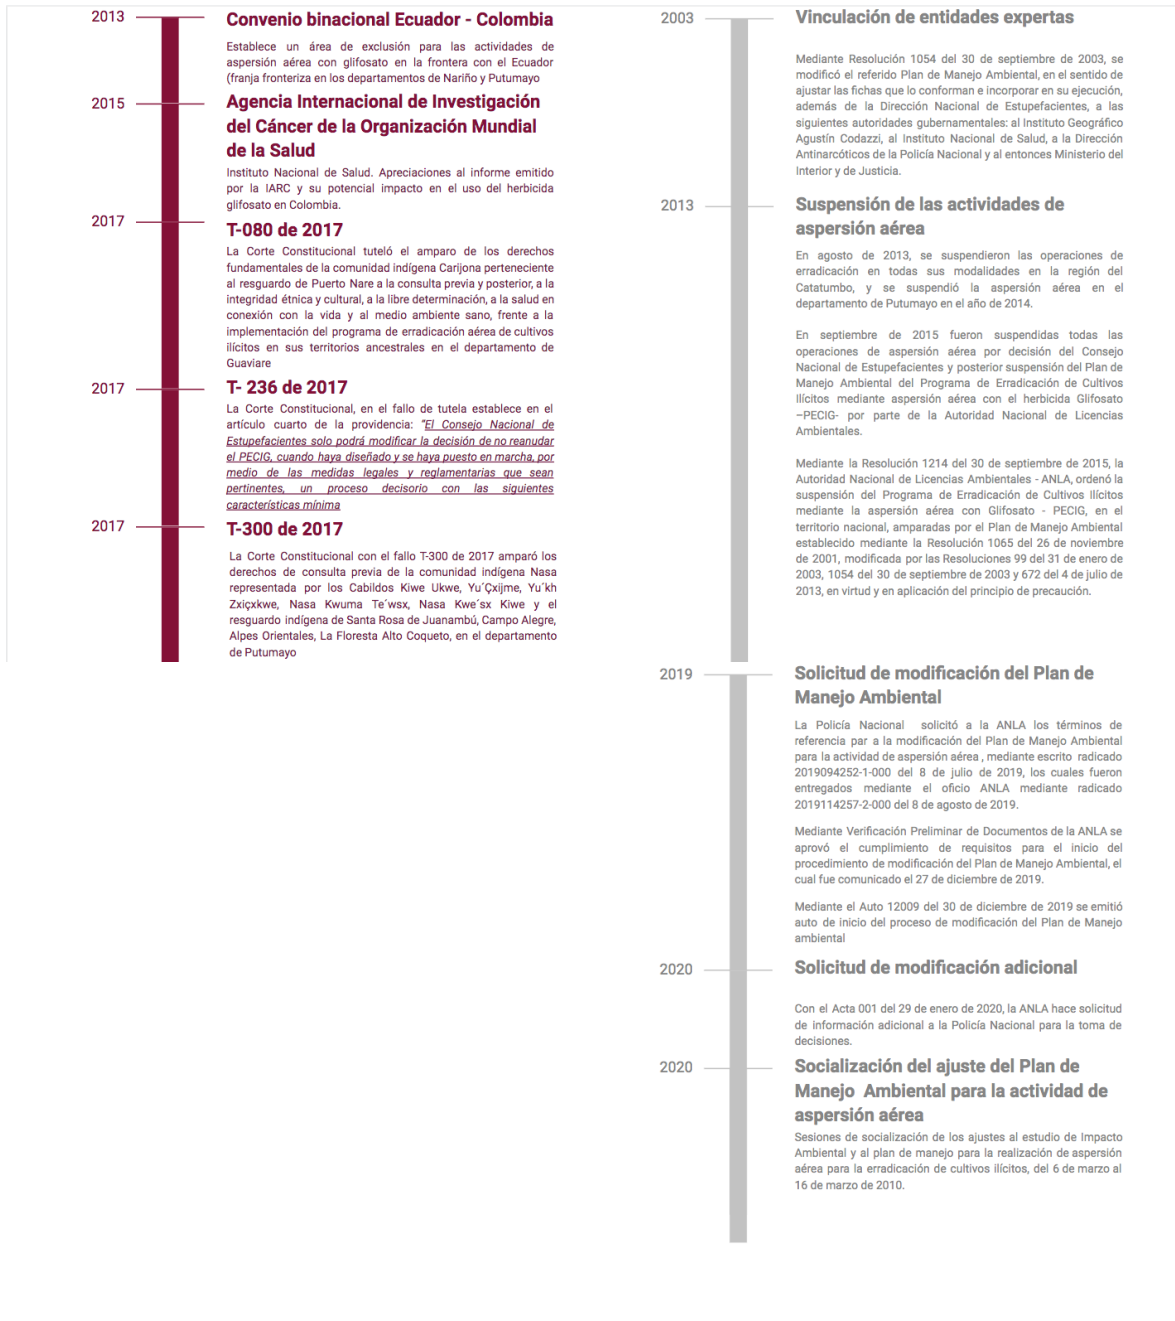 2013
Convenio binacional Ecuador - Colombia
Establece un área de exclusión para las actividades de
aspersión aérea con glifosato en la frontera con el Ecuador
(franja fronteriza en los departamentos de Nariño y Putumayo
2015
Agencia Internacional de Investigación
del Cáncer de la Organización Mundial
de la Salud
Instituto Nacional de Salud. Apreciaciones al informe emitido
por la IARC y su potencial impacto en el uso del herbicida
glifosato en Colombia.
2017
T-080 de 2017
La Corte Constitucional tuteló el amparo de los derechos
fundamentales de la comunidad indígena Carijona perteneciente
al resguardo de Puerto Nare a la consulta previa y posterior, a la
integridad étnica y cultural, a la libre determinación, a la salud en
conexión con la vida y al medio ambiente sano, frente a la
implementación del programa de erradicación aérea de cultivos
ilícitos en sus territorios ancestrales en el departamento de
Guaviare
2017
T- 236 de 2017
La Corte Constitucional, en el fallo de tutela establece en el
artículo cuarto de la providencia: "El Consejo Nacional de
Estupefacientes solo podrá modificar la decisión de no reanudar
el PECIG, cuando haya diseñado y se haya puesto en marcha, por
medio de las medidas legales y reglamentarias que sean
pertinentes, un proceso decisorio con las siguientes
características mínima
2017
T-300 de 2017
La Corte Constitucional con el fallo T-300 de 2017 amparó los
derechos de consulta previa de la comunidad indígena Nasa
representada por los Cabildos Kiwe Ukwe, Yu´Çxijme, Yu´kh
Zxiçxkwe, Nasa Kwuma Te´wsx, Nasa Kwe´sx Kiwe y el
resguardo indígena de Santa Rosa de Juanambú, Campo Alegre,
Alpes Orientales, La Floresta Alto Coqueto, en el departamento
de Putumayo
2003
Vinculación de entidades expertas
Mediante Resolución 1054 del 30 de septiembre de 2003, se
modificó el referido Plan de Manejo Ambiental, en el sentido de
ajustar las fichas que lo conforman e incorporar en su ejecución,
además de la Dirección Nacional de Estupefacientes, a las
siguientes autoridades gubernamentales: al Instituto Geográfico
Agustín Codazzi, al Instituto Nacional de Salud, a la Dirección
Antinarcóticos de la Policía Nacional y al entonces Ministerio del
Interior y de Justicia.
2013
Suspensión de las actividades de
aspersión aérea
En agosto de 2013, se suspendieron las operaciones de
erradicación en todas sus modalidades en la región del
Catatumbo, y se suspendió la aspersión aérea en el
departamento de Putumayo en el año de 2014.
En septiembre de 2015 fueron suspendidas todas las
operaciones de aspersión aérea por decisión del Consejo
Nacional de Estupefacientes y posterior suspensión del Plan de
Manejo Ambiental del Programa de Erradicación de Cultivos
Ilícitos mediante aspersión aérea con el herbicida Glifosato
–PECIG- por parte de la Autoridad Nacional de Licencias
Ambientales.
Mediante la Resolución 1214 del 30 de septiembre de 2015, la
Autoridad Nacional de Licencias Ambientales - ANLA, ordenó la
suspensión del Programa de Erradicación de Cultivos Ilícitos
mediante la aspersión aérea con Glifosato - PECIG, en el
territorio nacional, amparadas por el Plan de Manejo Ambiental
establecido mediante la Resolución 1065 del 26 de noviembre
de 2001, modificada por las Resoluciones 99 del 31 de enero de
2003, 1054 del 30 de septiembre de 2003 y 672 del 4 de julio de
2013, en virtud y en aplicación del principio de precaución.
2019
Solicitud de modificación del Plan de
Manejo Ambiental
La Policía Nacional solicitó a la ANLA los términos de
referencia par a la modificación del Plan de Manejo Ambiental
para la actividad de aspersión aérea , mediante escrito radicado
2019094252-1-000 del 8 de julio de 2019, los cuales fueron
entregados mediante el oficio ANLA mediante radicado
2019114257-2-000 del 8 de agosto de 2019.
Mediante Verificación Preliminar de Documentos de la ANLA se
aprovó el cumplimiento de requisitos para el inicio del
procedimiento de modificación del Plan de Manejo Ambiental, el
cual fue comunicado el 27 de diciembre de 2019.
Mediante el Auto 12009 del 30 de diciembre de 2019 se emitió
auto de inicio del proceso de modificación del Plan de Manejo
ambiental
2020
Solicitud de modificación adicional
Con el Acta 001 del 29 de enero de 2020, la ANLA hace solicitud
de información adicional a la Policía Nacional para la toma de
decisiones.
2020
Socialización del ajuste del Plan de
Manejo Ambiental para la actividad de
aspersión aérea
Sesiones de socialización de los ajustes al estudio de Impacto
Ambiental y al plan de manejo para la realización de aspersión
aérea para la erradicación de cultivos ilícitos, del 6 de marzo al
16 de marzo de 2010.